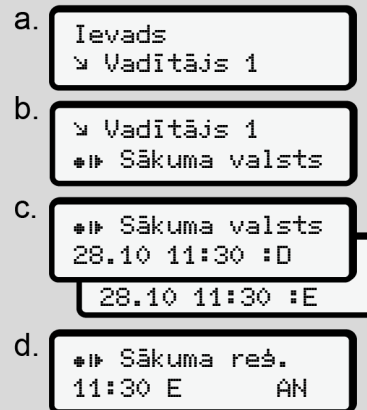 a.
Ievads
↘ Vadītājs 1
b.
↘ Vadītājs 1
●I▶ Sākuma valsts
c.
●I▶ Sākuma valsts
28.10 11:30 :D
28.10 11:30 :E
d.
●I▶ Sākuma reģ.
11:30 E AN